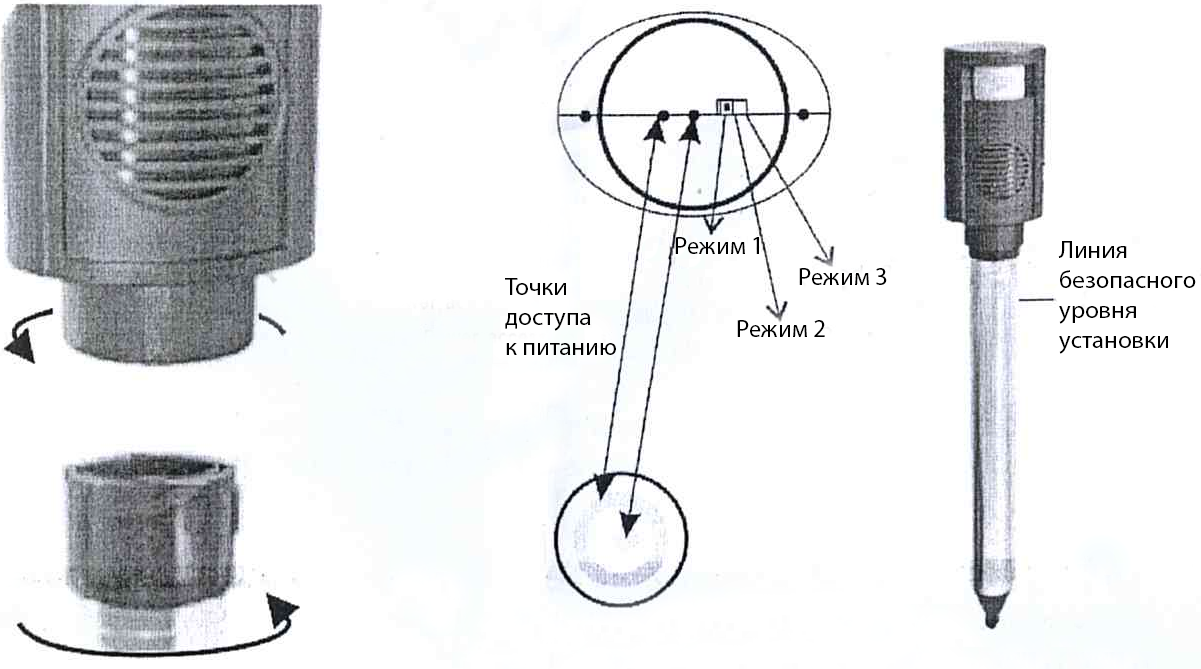 Режим 1
Режим 3
Режим 2
Точки
доступа
к питанию
Линия
безопасного
уровня
установки